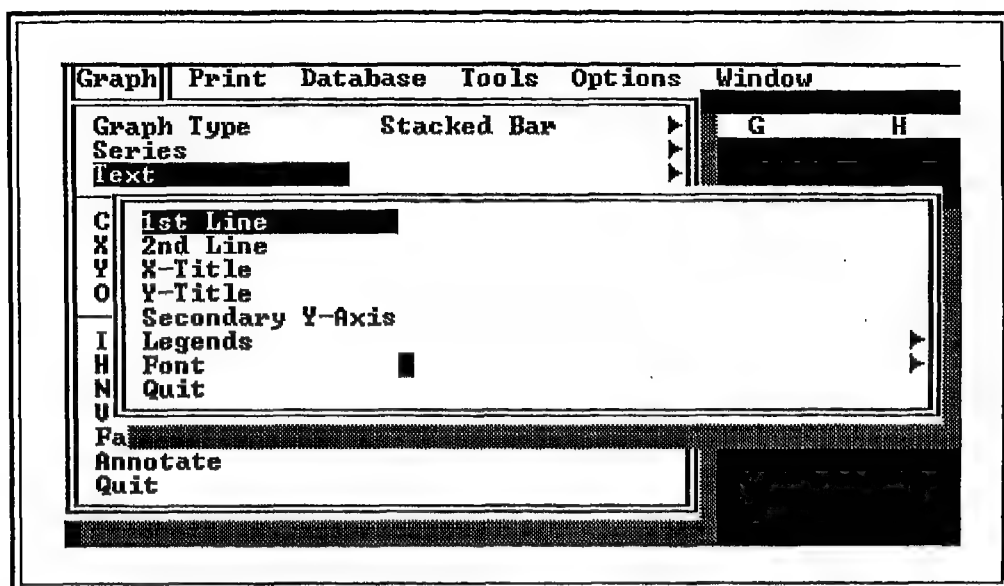 Graph Print Database Tools Options Window
Graph Type Stacked Bar G H
Series
Text
C 1st Line
X 2nd Line
Y X-Title
O Y-Title
Secondary Y-Axis
I Legends
H Font
N Quit
V
Fa
Annotate
Quit